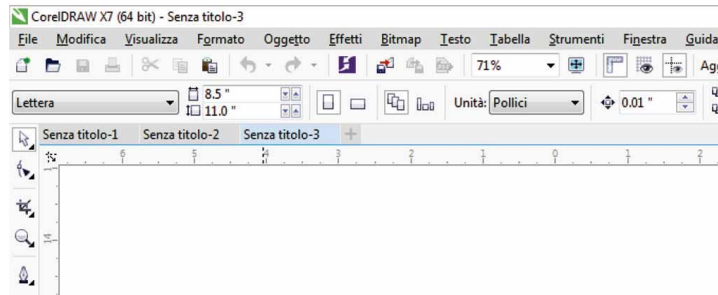 CorelDRAW X7 (64 bit) - Senza titolo-3
File Modifica Visualizza Formato Oggetto Effetti Bitmap Testo Tabella Strumenti Finestra Guida
71% Ag
Lettera 8.5 " Unità: Pollici 0.01 "
11.0 "
Senza titolo-1 Senza titolo-2 Senza titolo-3
6 5 4 3 2 1 0 1 2
14